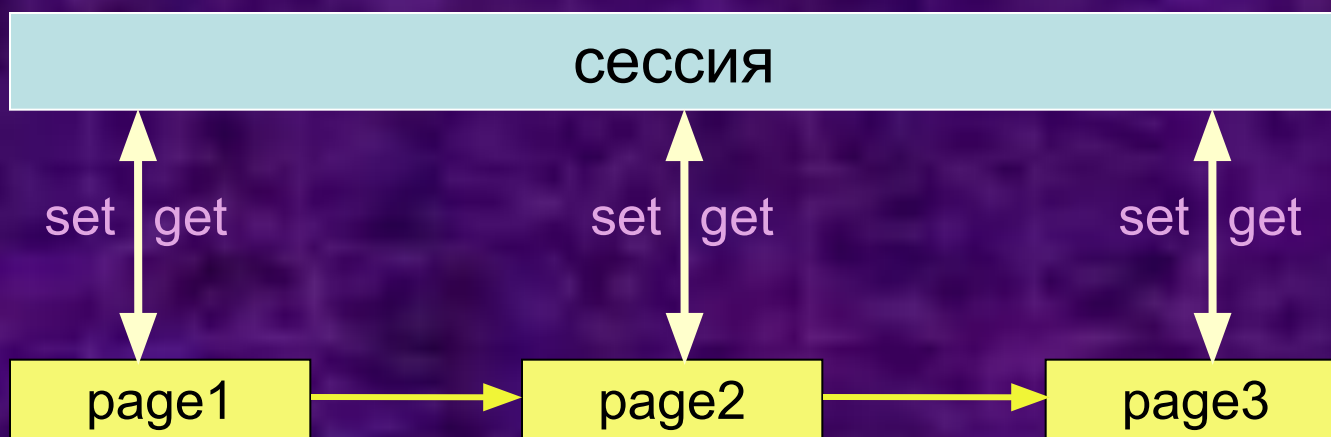 сессия
set get set get set get
page1 page2 page3